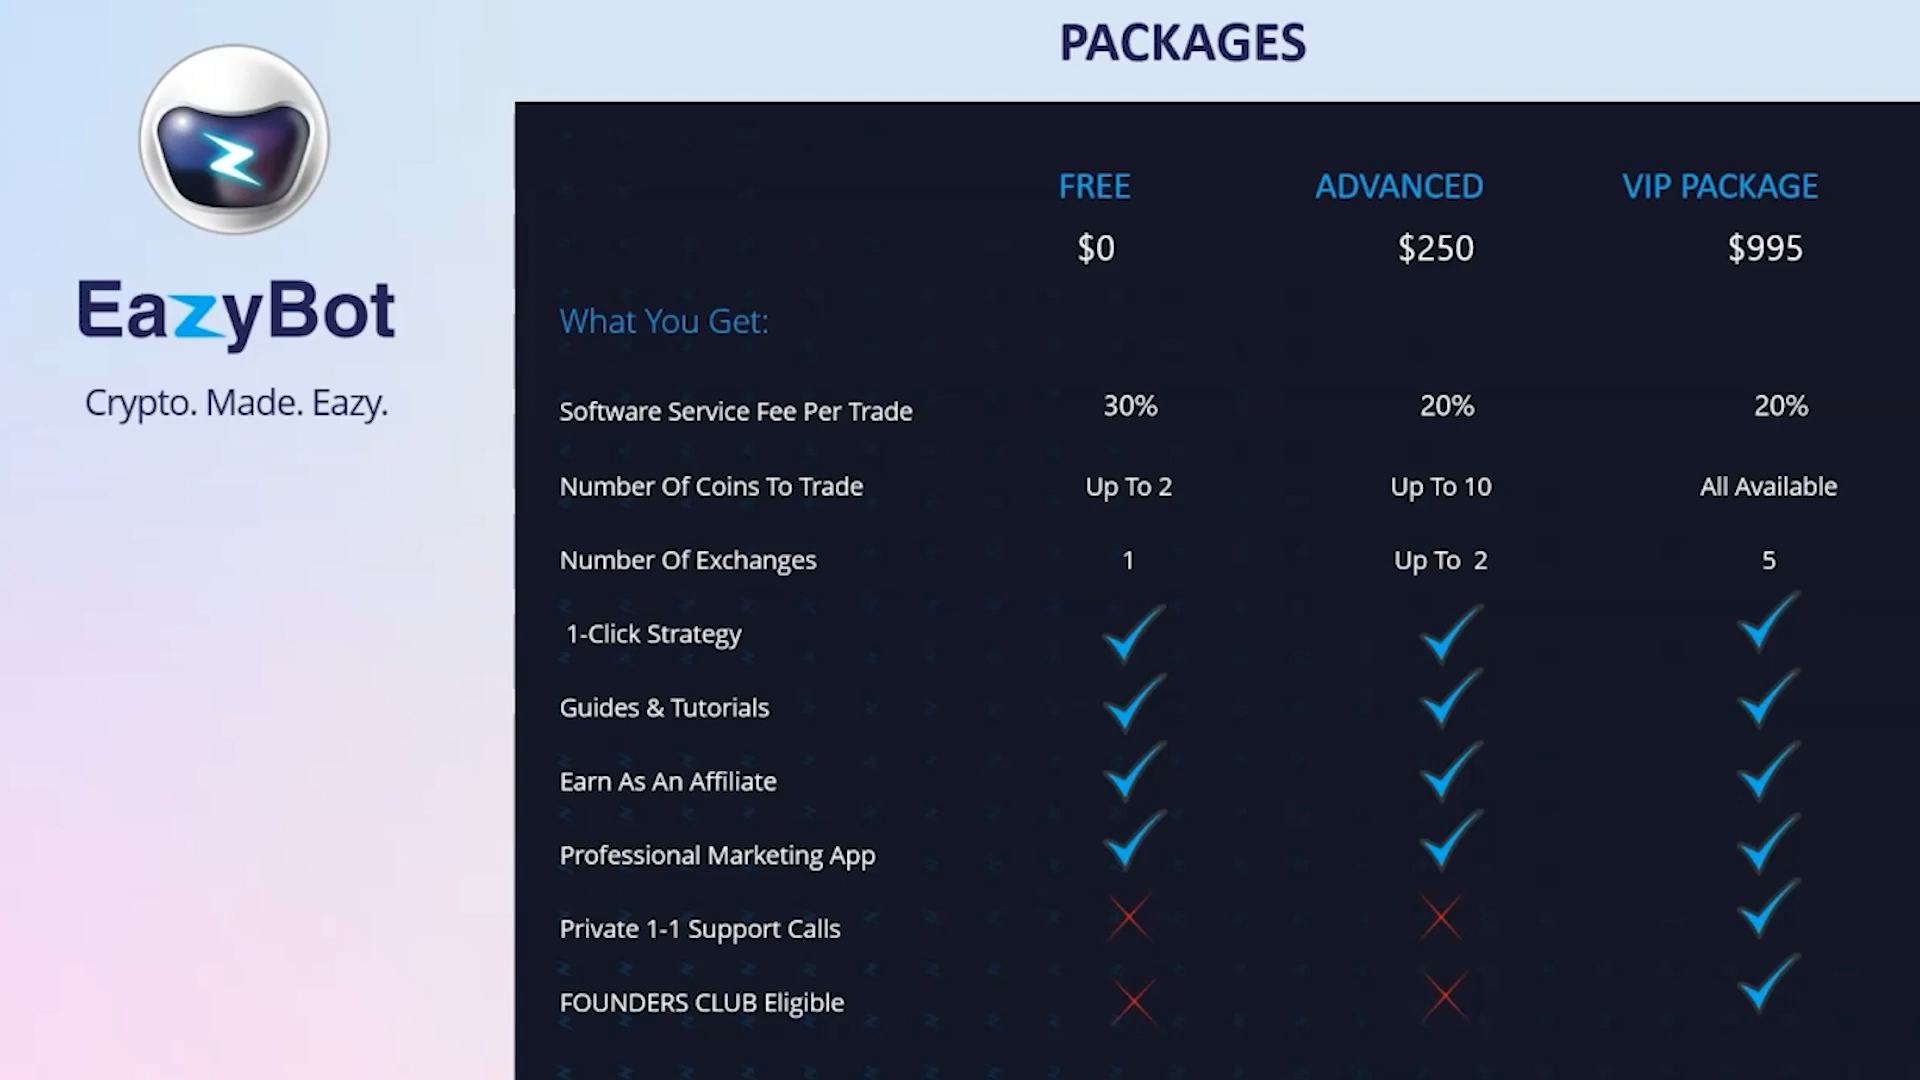 PACKAGES
EazyBot
Crypto. Made. Eazy.
FREE ADVANCED VIP PACKAGE
$0 $250 $995
What You Get:
Software Service Fee Per Trade 30% 20% 20%
Number Of Coins To Trade Up To 2 Up To 10 All Available
Number Of Exchanges 1 Up To 2 5
1-Click Strategy
Guides & Tutorials
Earn As An Affiliate
Professional Marketing App
Private 1-1 Support Calls
FOUNDERS CLUB Eligible